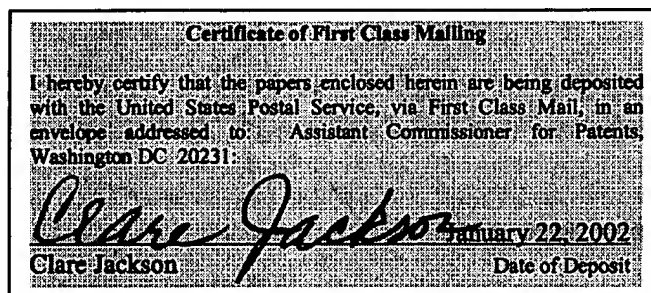 Certificate of First Class Mailing
I hereby certify that the papers enclosed herein are being deposited
with the United States Postal Service, via First Class Mail, in an
envelope addressed to: Assistant Commissioner for Patents,
Washington DC 20231:
Clare Jackson January 22, 2002
Clare Jackson Date of Deposit